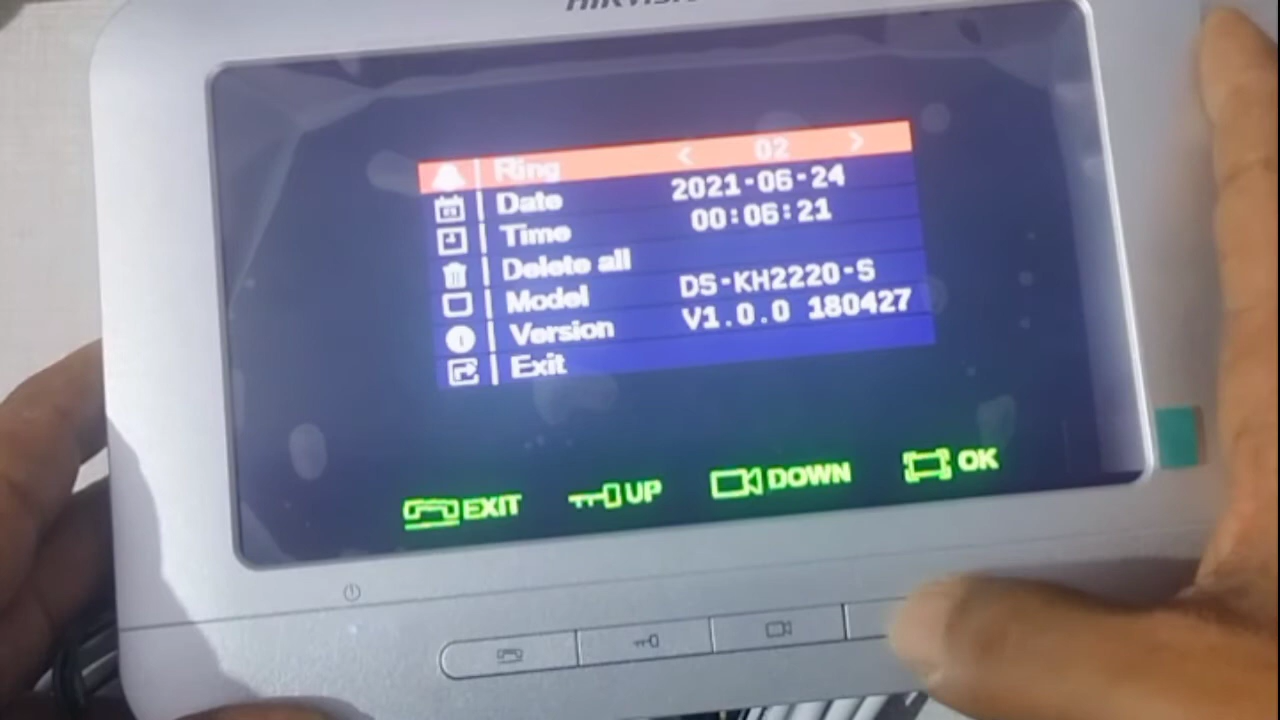 HIKVISION
Ring < 02 >
Date 2021-06-24
Time 00:06:21
Delete all
Model DS-KH2220-S
Version V1.0.0 180427
Exit
EXIT UP DOWN OK